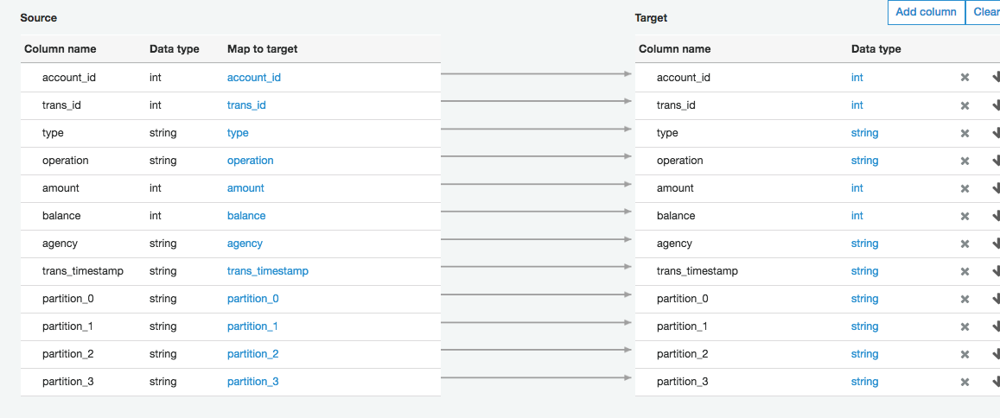 Source Target Add column Clear
Column name Data type Map to target Column name Data type
account_id int account_id account_id int
trans_id int trans_id trans_id int
type string type type string
operation string operation operation string
amount int amount amount int
balance int balance balance int
agency string agency agency string
trans_timestamp string trans_timestamp trans_timestamp string
partition_0 string partition_0 partition_0 string
partition_1 string partition_1 partition_1 string
partition_2 string partition_2 partition_2 string
partition_3 string partition_3 partition_3 string